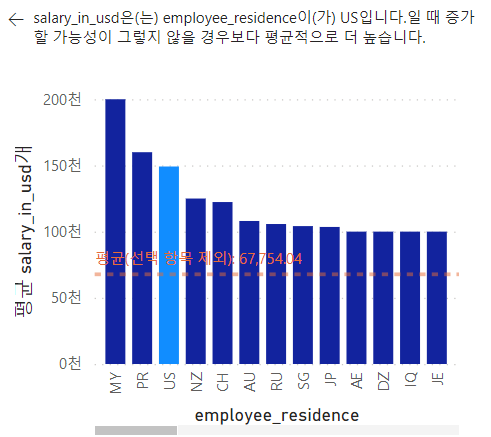 salary_in_usd은(는) employee_residence이(가) US입니다.일 때 증가
할 가능성이 그렇지 않을 경우보다 평균적으로 더 높습니다.
200천
150천
100천
50천
0천
평균 salary_in_usd개
평균(선택 항목 제외): 67,754.04
MY PR US NZ CH AU RU SG JP AE DZ IQ JE
employee_residence